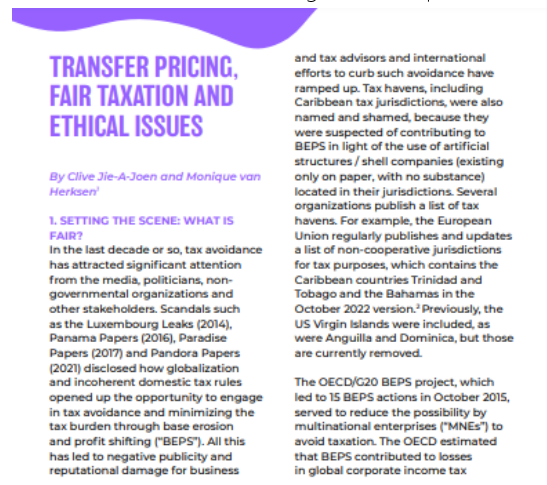 TRANSFER PRICING,
FAIR TAXATION AND
ETHICAL ISSUES
By Clive Jie-A-Joen and Monique van
Herksen¹
1. SETTING THE SCENE: WHAT IS
FAIR?
In the last decade or so, tax avoidance
has attracted significant attention
from the media, politicians, non-
governmental organizations and
other stakeholders. Scandals such
as the Luxembourg Leaks (2014),
Panama Papers (2016), Paradise
Papers (2017) and Pandora Papers
(2021) disclosed how globalization
and incoherent domestic tax rules
opened up the opportunity to engage
in tax avoidance and minimizing the
tax burden through base erosion
and profit shifting (“BEPS”). All this
has led to negative publicity and
reputational damage for business
and tax advisors and international
efforts to curb such avoidance have
ramped up. Tax havens, including
Caribbean tax jurisdictions, were also
named and shamed, because they
were suspected of contributing to
BEPS in light of the use of artificial
structures / shell companies (existing
only on paper, with no substance)
located in their jurisdictions. Several
organizations publish a list of tax
havens. For example, the European
Union regularly publishes and updates
a list of non-cooperative jurisdictions
for tax purposes, which contains the
Caribbean countries Trinidad and
Tobago and the Bahamas in the
October 2022 version.² Previously, the
US Virgin Islands were included, as
were Anguilla and Dominica, but those
are currently removed.
The OECD/G20 BEPS project, which
led to 15 BEPS actions in October 2015,
served to reduce the possibility by
multinational enterprises (“MNEs”) to
avoid taxation. The OECD estimated
that BEPS contributed to losses
in global corporate income tax